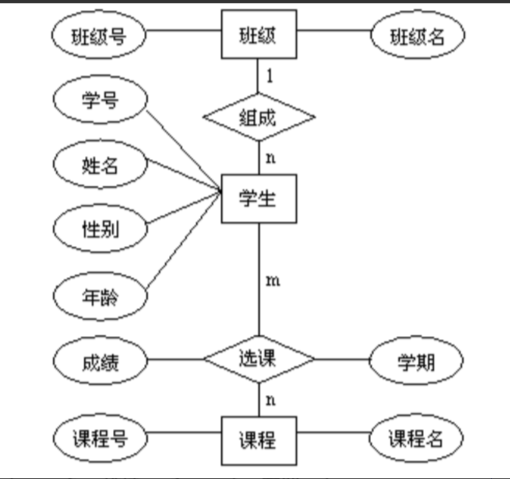 班级号 班级 班级名
1
学号
组成
n
姓名
学生
性别
m
年龄
成绩 选课 学期
n
课程号 课程 课程名